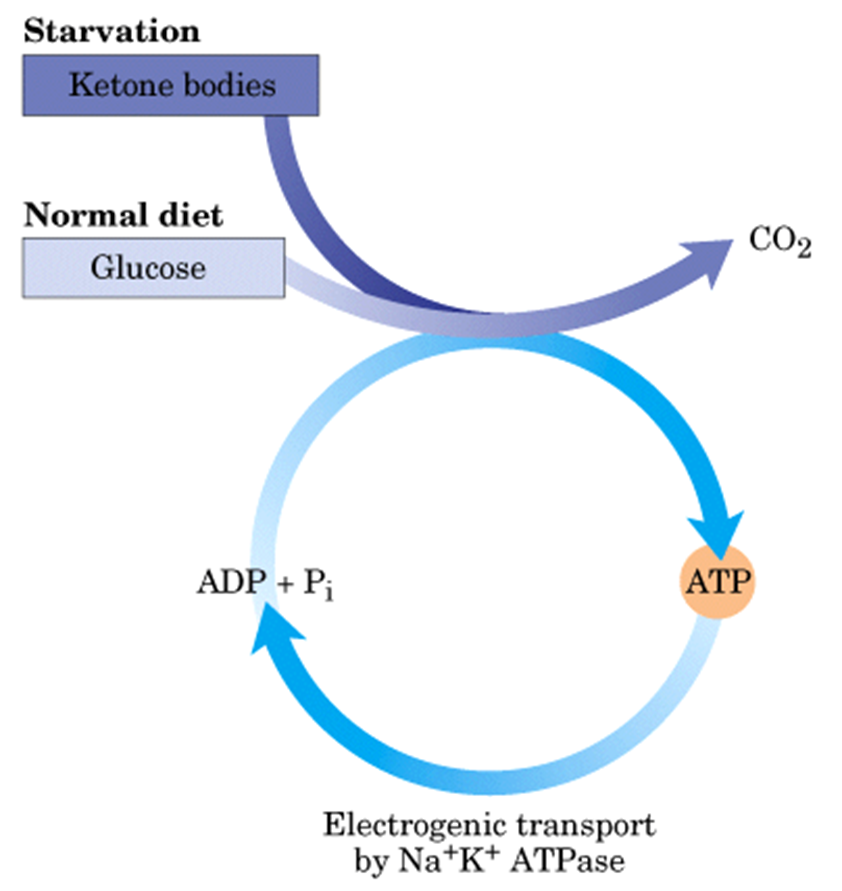 Starvation
Ketone bodies
Normal diet
Glucose
CO₂
ADP + Pᵢ
ATP
Electrogenic transport
by Na⁺K⁺ ATPase